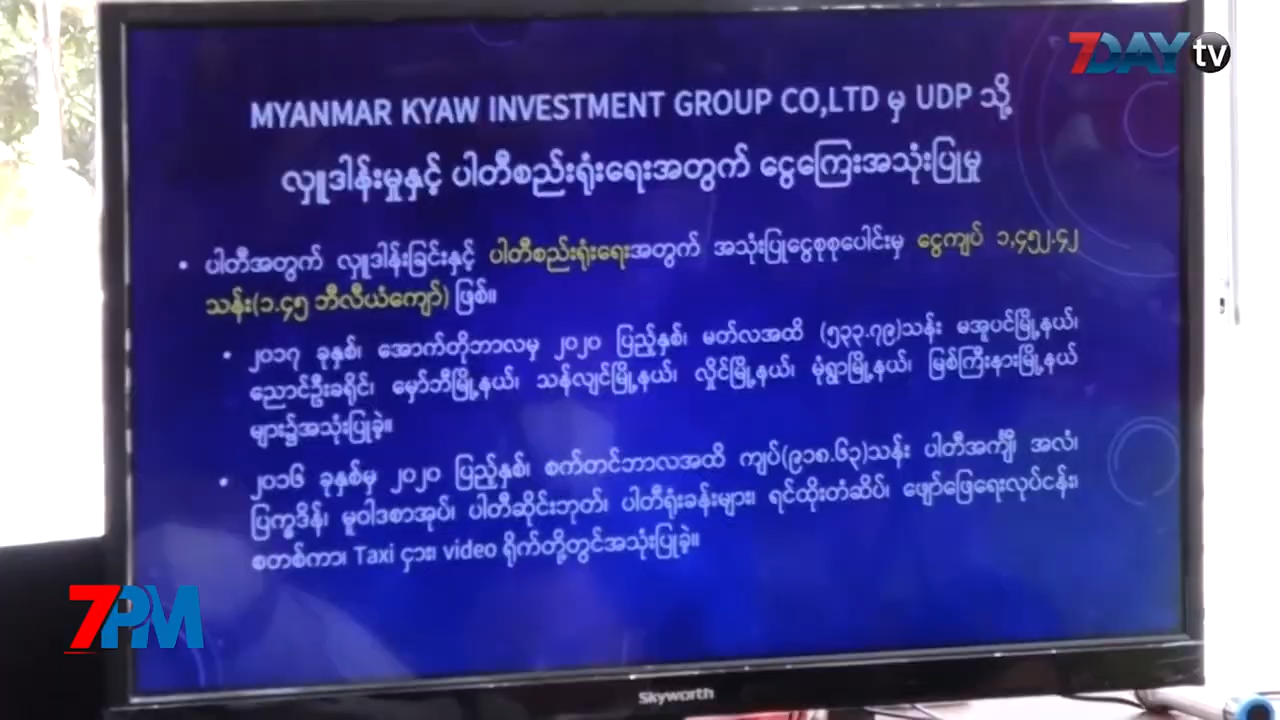 7DAY tv
MYANMAR KYAW INVESTMENT GROUP CO,LTD မှ UDP သို့
လှူဒါန်းမှုနှင့် ပါတီစည်းရုံးရေးအတွက် ငွေကြေးအသုံးပြုမှု
• ပါတီအတွက် လှူဒါန်းခြင်းနှင့် ပါတီစည်းရုံးရေးအတွက် အသုံးပြုငွေစုစုပေါင်းမှ ငွေကျပ် ၁,၄၅၂.၄၂
သန်း(၁.၄၅ ဘီလီယံကျော်) ဖြစ်။
• ၂၀၁၇ ခုနှစ်၊ အောက်တိုဘာလမှ ၂၀၂၀ ပြည့်နှစ်၊ မတ်လအထိ (၅၃၃.၇၉)သန်း မအူပင်မြို့နယ်၊
ညောင်ဦးခရိုင်၊ မှော်ဘီမြို့နယ်၊ သန်လျင်မြို့နယ်၊ လှိုင်မြို့နယ်၊ မုံရွာမြို့နယ်၊ မြစ်ကြီးနားမြို့နယ်
များ၌အသုံးပြုခဲ့။
• ၂၀၁၆ ခုနှစ်မှ ၂၀၂၀ ပြည့်နှစ်၊ စက်တင်ဘာလအထိ ကျပ်(၉၁၈.၆၃)သန်း ပါတီအင်္ကျီ၊ အလံ၊
ပြက္ခဒိန်၊ မူဝါဒစာအုပ်၊ ပါတီဆိုင်းဘုတ်၊ ပါတီရုံးခန်းများ၊ ရင်ထိုးတံဆိပ်၊ ဖျော်ဖြေရေးလုပ်ငန်း၊
စတစ်ကာ၊ Taxi ငှား၊ video ရိုက်တို့တွင်အသုံးပြုခဲ့။
7PM
Skyworth